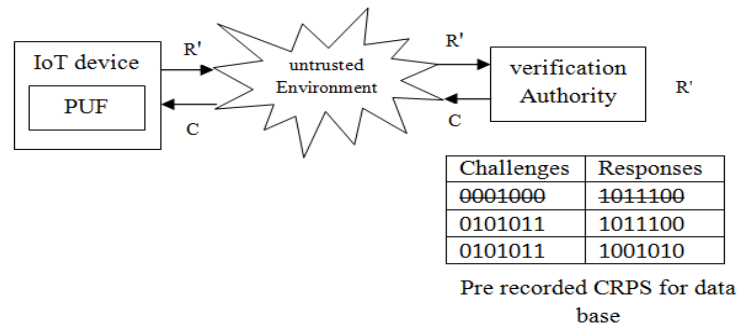 IoT device
PUF
R'
C
untrusted
Environment
R'
C
verification
Authority
R'
Challenges Responses
0001000 1011100
0101011 1011100
0101011 1001010
Pre recorded CRPS for data
base